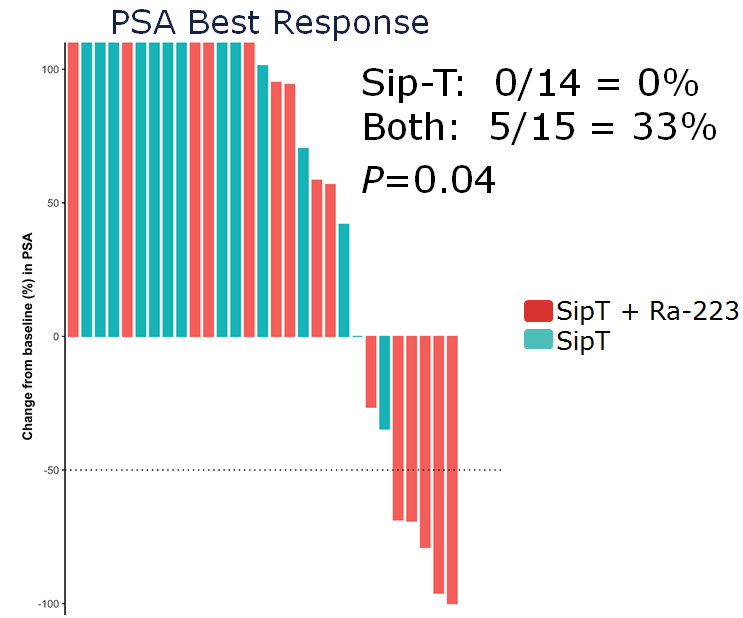 PSA Best Response
Sip-T: 0/14 = 0%
Both: 5/15 = 33%
P=0.04
Change from baseline (%) in PSA
100
50
0
-50
-100
SipT + Ra-223
SipT